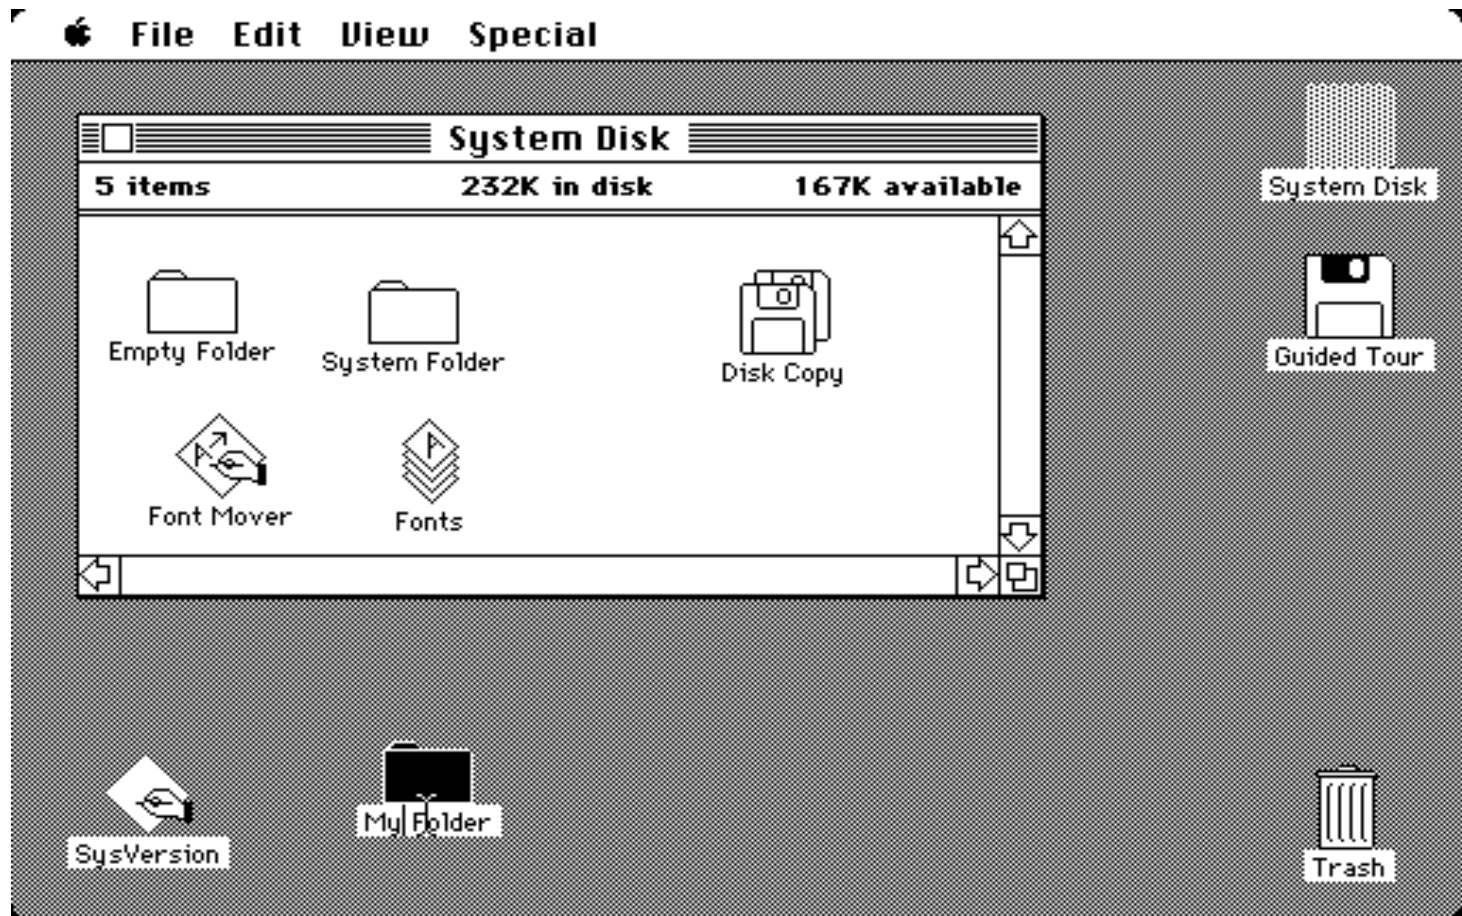 File Edit View Special
System Disk
5 items 232K in disk 167K available
System Disk
Guided Tour
Empty Folder
System Folder
Disk Copy
Font Mover
Fonts
SysVersion
My Folder
Trash